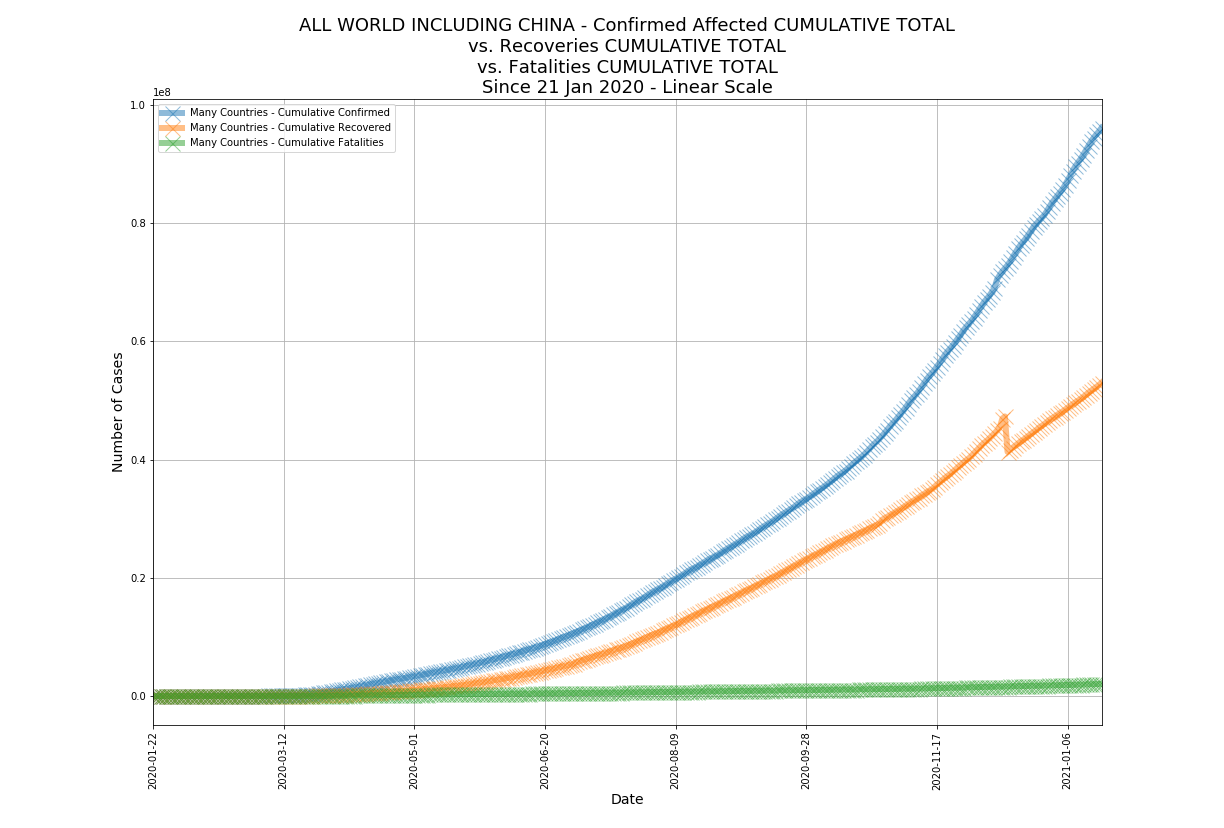 ALL WORLD INCLUDING CHINA - Confirmed Affected CUMULATIVE TOTAL
vs. Recoveries CUMULATIVE TOTAL
vs. Fatalities CUMULATIVE TOTAL
Since 21 Jan 2020 - Linear Scale
1e8
Many Countries - Cumulative Confirmed
Many Countries - Cumulative Recovered
Many Countries - Cumulative Fatalities
Number of Cases
1.0
0.8
0.6
0.4
0.2
0.0
2020-01-22
2020-03-12
2020-05-01
2020-06-20
2020-08-09
2020-09-28
2020-11-17
2021-01-06
Date